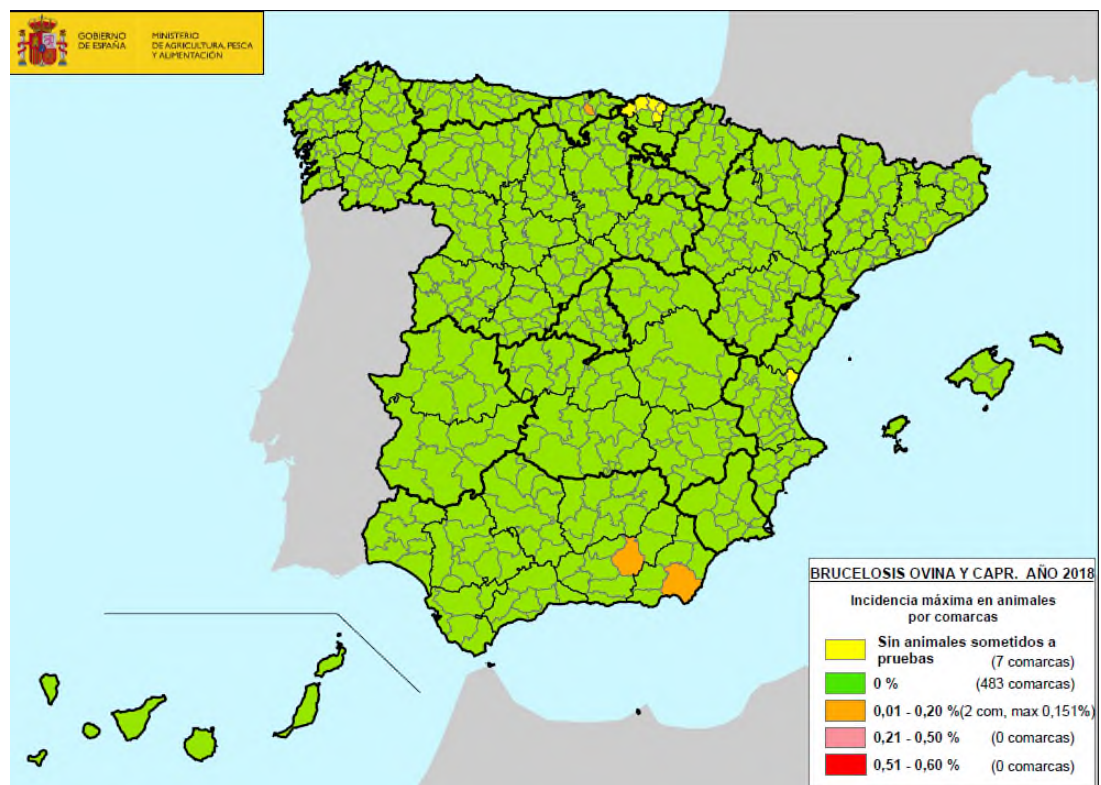 GOBIERNO
DE ESPAÑA
MINISTERIO
DE AGRICULTURA, PESCA
Y ALIMENTACIÓN
BRUCELOSIS OVINA Y CAPR. AÑO 2018
Incidencia máxima en animales
por comarcas
Sin animales sometidos a
pruebas (7 comarcas)
0 % (483 comarcas)
0,01 - 0,20 %(2 com, max 0,151%)
0,21 - 0,50 % (0 comarcas)
0,51 - 0,60 % (0 comarcas)